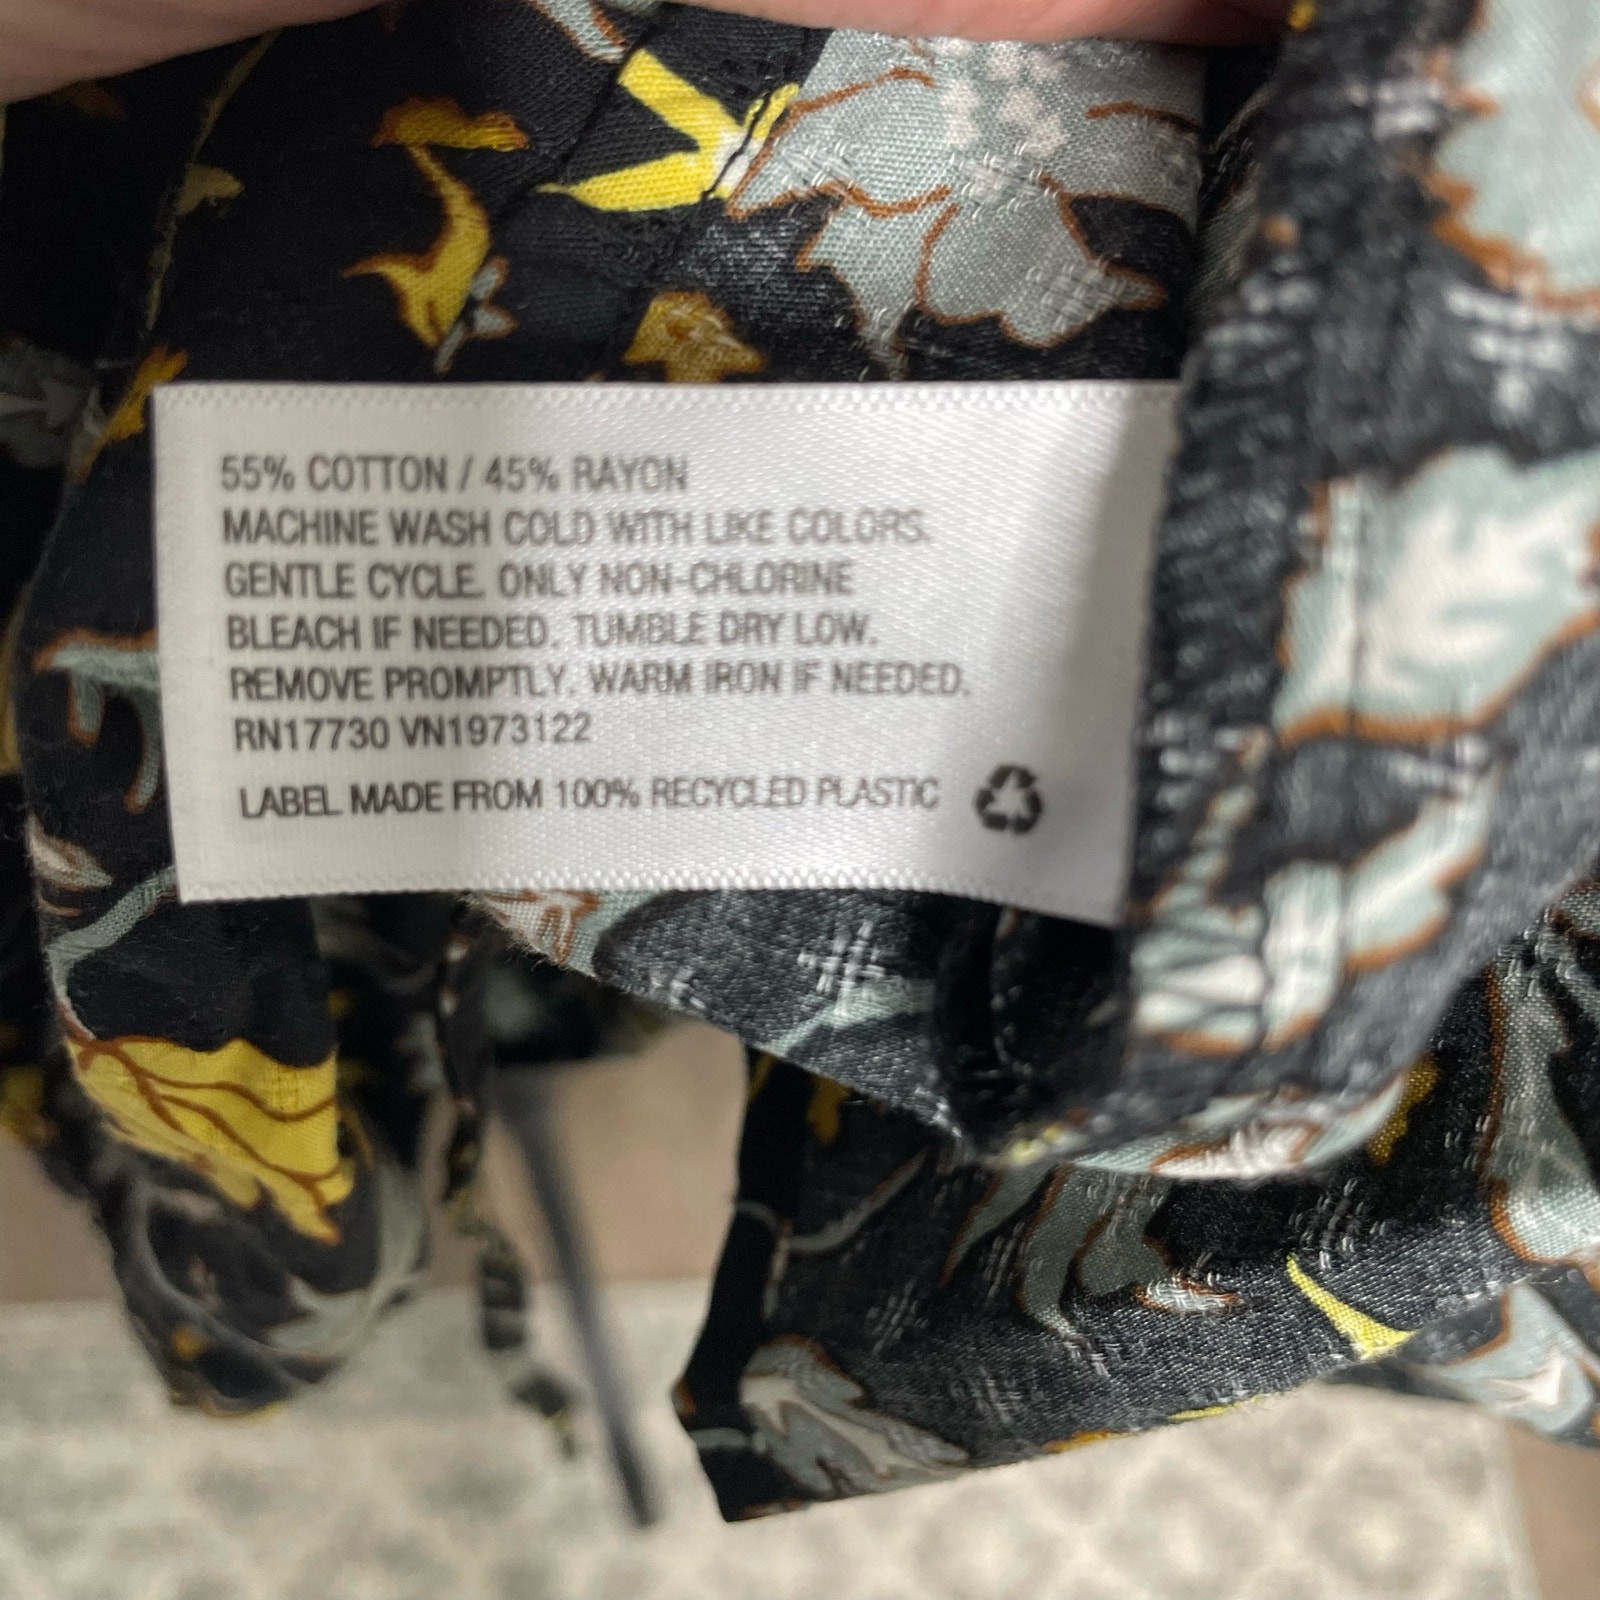 55% COTTON / 45% RAYON
MACHINE WASH COLD WITH LIKE COLORS.
GENTLE CYCLE. ONLY NON-CHLORINE
BLEACH IF NEEDED. TUMBLE DRY LOW.
REMOVE PROMPTLY. WARM IRON IF NEEDED.
RN17730 VN1973122
LABEL MADE FROM 100% RECYCLED PLASTIC